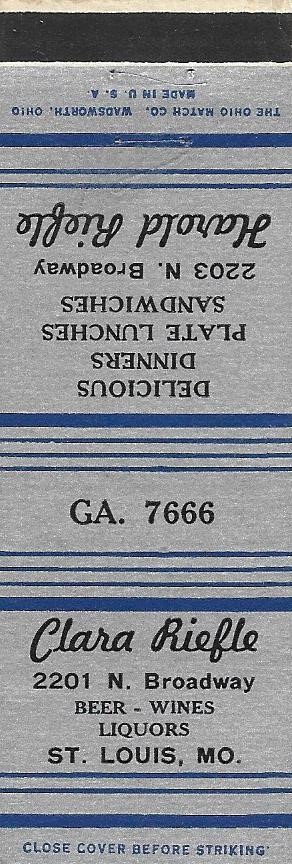 THE OHIO MATCH CO. WADSWORTH, OHIO
MADE IN U. S. A.
DELICIOUS
DINNERS
PLATE LUNCHES
SANDWICHES
2203 N. Broadway
Harold Riefle
GA. 7666
Clara Riefle
2201 N. Broadway
BEER - WINES
LIQUORS
ST. LOUIS, MO.
CLOSE COVER BEFORE STRIKING